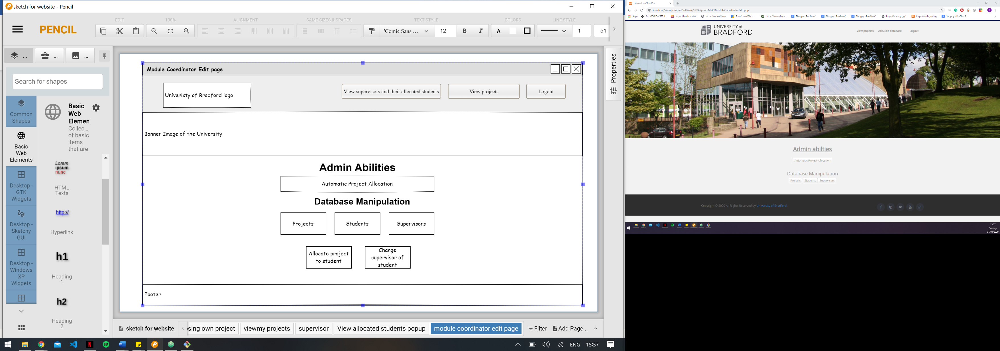 sketch for website - Pencil
EDIT
100%
ALIGNMENT
SAME SIZES & SPACES
TEXT STYLE
COLORS
LINE STYLE
PENCIL
'Comic Sans ...
12
B
I
A
1
51
...
...
...
Search for shapes
Common
Shapes
Basic
Web
Elements
Desktop -
GTK
Widgets
Desktop -
Sketchy
GUI
Desktop -
Windows
XP
Widgets
Basic
Web
Elemen
Collec...
of basic
items
that are
Lorem
ipsum
nunc
HTML
Texts
http://
Hyperlink
h1
Heading
1
h2
Heading
2
Module Coordinator Edit page
Univeristy of Bradford logo
View supervisors and their allocated students
View projects
Logout
Banner Image of the University
Admin Abilities
Automatic Project Allocation
Database Manipulation
Projects
Students
Supervisors
Allocate project
to student
Change
supervisor of
student
Footer
Properties
sketch for website
osing own project
viewmy projects
supervisor
View allocated students popup
module coordinator edit page
Filter
Add Page...
ENG
15:57
University of Bradford
localhost/enterprisepro/Software/FYPASystemMVC/ModuleCoordinatorEdit.php
Apps
Flat HTML5/CSS3 L...
https://html.com/at...
https://codewithaw...
FreeCourseWeb.co...
https://www.simon...
Shoppy - Profile of...
Shoppy - Profile of...
Shoppy - Profile of...
https://shoppy.gg/...
https://zazixgaming...
Shoppy - Profile of...
UNIVERSITY of
BRADFORD
View projects
Add/Edit database
Logout
Admin abilties
Automatic Project Allocation
Database Manipulation
Projects
Students
Supervisors
Copyright © 2020 All Rights Reserved by University of Bradford.
15:57
Sunday
01/03/2020